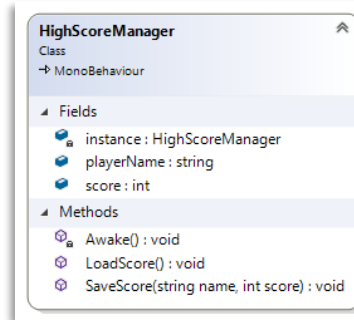 HighScoreManager
Class
MonoBehaviour
Fields
instance : HighScoreManager
playerName : string
score : int
Methods
Awake() : void
LoadScore() : void
SaveScore(string name, int score) : void